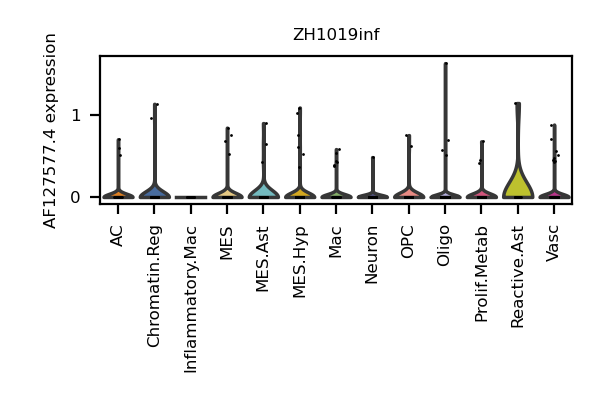 ZH1019inf
AF127577.4 expression
1
0
AC
Chromatin.Reg
Inflammatory.Mac
MES
MES.Ast
MES.Hyp
Mac
Neuron
OPC
Oligo
Prolif.Metab
Reactive.Ast
Vasc